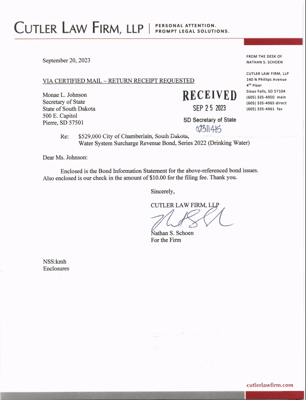 CUTLER LAW FIRM, LLP
PERSONAL ATTENTION.
PROMPT LEGAL SOLUTIONS.
FROM THE DESK OF
NATHAN S. SCHOEN
CUTLER LAW FIRM, LLP
140 N Phillips Avenue
4th Floor
Sioux Falls, SD 57104
(605) 335-4950 main
(605) 335-4965 direct
(605) 335-4961 fax
September 20, 2023
VIA CERTIFIED MAIL – RETURN RECEIPT REQUESTED
Monae L. Johnson
Secretary of State
State of South Dakota
500 E. Capitol
Pierre, SD 57501
RECEIVED
SEP 25 2023
SD Secretary of State
Re: $529,000 City of Chamberlain, South Dakota,
Water System Surcharge Revenue Bond, Series 2022 (Drinking Water)
Dear Ms. Johnson:
Enclosed is the Bond Information Statement for the above-referenced bond issues.
Also enclosed is our check in the amount of $10.00 for the filing fee. Thank you.
Sincerely,
CUTLER LAW FIRM, LLP
Nathan S. Schoen
For the Firm
NSS:kmh
Enclosures
cutlerlawfirm.com